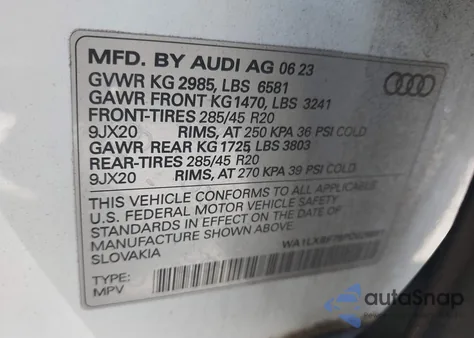 MFD. BY AUDI AG 06 23
GVWR KG 2985, LBS 6581
GAWR FRONT KG 1470, LBS 3241
FRONT-TIRES 285/45 R20
9JX20 RIMS, AT 250 KPA 36 PSI COLD
GAWR REAR KG 1725, LBS 3803
REAR-TIRES 285/45 R20
9JX20 RIMS, AT 270 KPA 39 PSI COLD
THIS VEHICLE CONFORMS TO ALL APPLICABLE
U.S. FEDERAL MOTOR VEHICLE SAFETY
STANDARDS IN EFFECT ON THE DATE OF
MANUFACTURE SHOWN ABOVE
SLOVAKIA
TYPE:
MPV
autoSnap